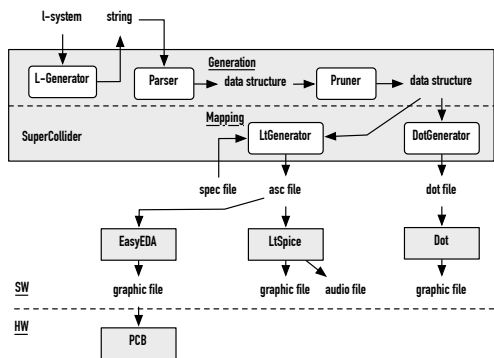 l-system
string
Generation
L-Generator
Parser
data structure
Pruner
data structure
Mapping
SuperCollider
LtGenerator
DotGenerator
spec file
asc file
dot file
EasyEDA
LtSpice
Dot
SW
graphic file
graphic file
audio file
graphic file
HW
PCB